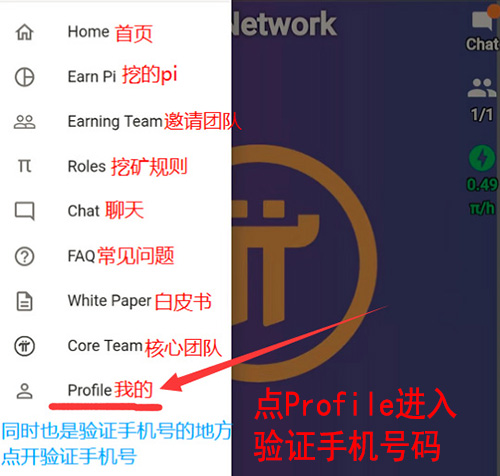 Network
Home 首页
Earn Pi 挖的pi
Earning Team 邀请团队
π Roles 挖矿规则
Chat 聊天
FAQ 常见问题
White Paper 白皮书
Core Team 核心团队
Profile 我的
同时也是验证手机号的地方
点开验证手机号
Chat
1/1
0.49
π/h
点Profile进入
验证手机号码